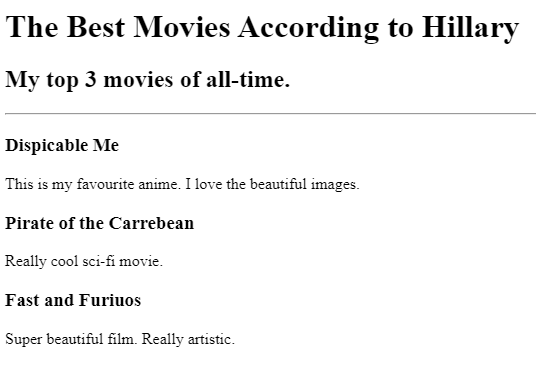 The Best Movies According to Hillary
My top 3 movies of all-time.
Dispicable Me
This is my favourite anime. I love the beautiful images.
Pirate of the Carrebean
Really cool sci-fi movie.
Fast and Furiuos
Super beautiful film. Really artistic.